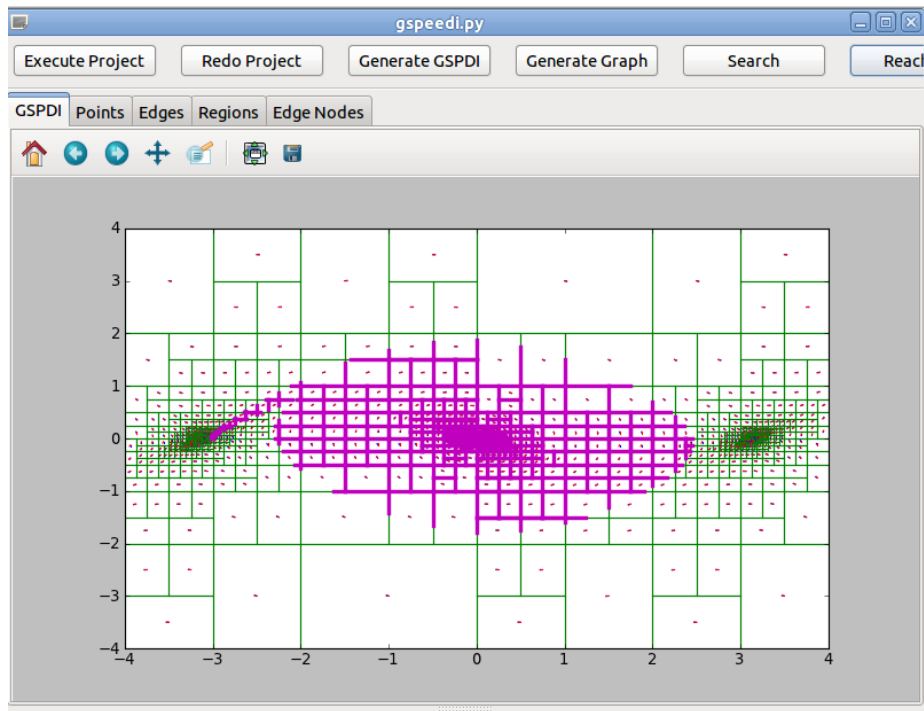 gspeedi.py
Execute Project Redo Project Generate GSPDI Generate Graph Search Reac
GSPDI Points Edges Regions Edge Nodes
4
3
2
1
0
−1
−2
−3
−4
−4 −3 −2 −1 0 1 2 3 4